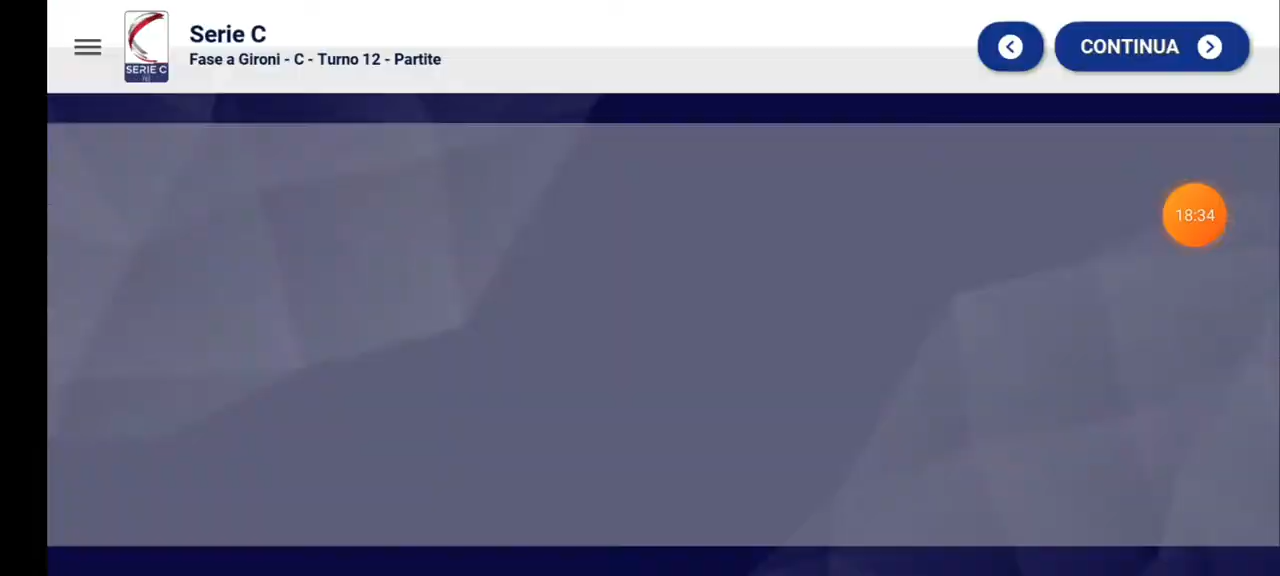 Serie C
Fase a Gironi - C - Turno 12 - Partite
SERIE C
CONTINUA
18:34